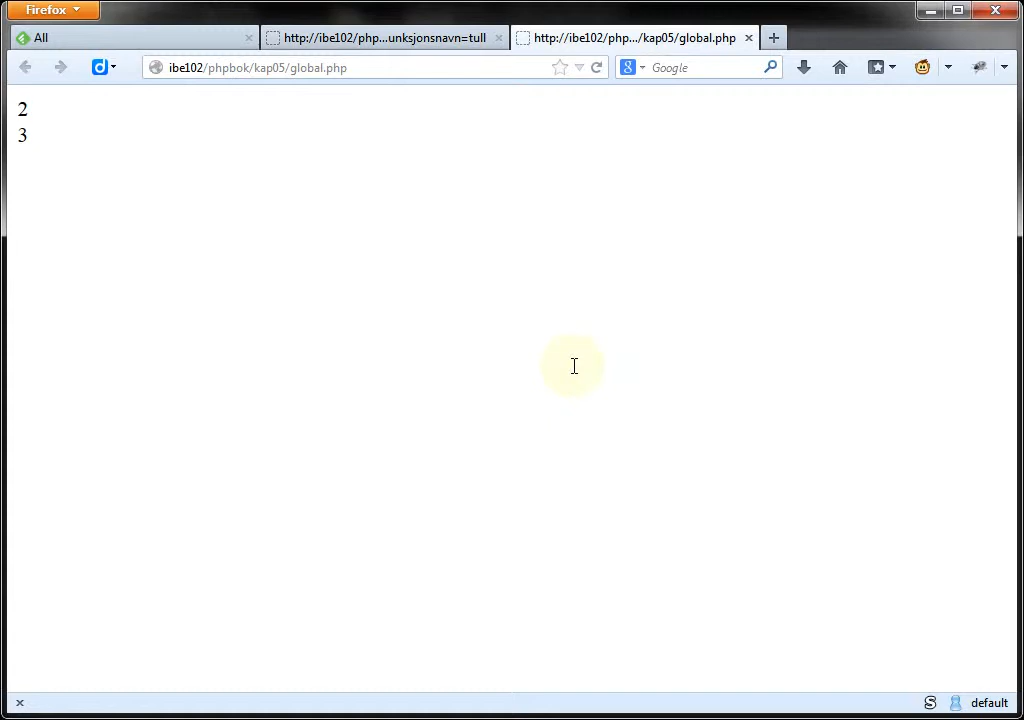 Firefox
All
http://ibe102/php...unksjonsnavn=tull
http://ibe102/php.../kap05/global.php
ibe102/phpbok/kap05/global.php
Google
2
3
default